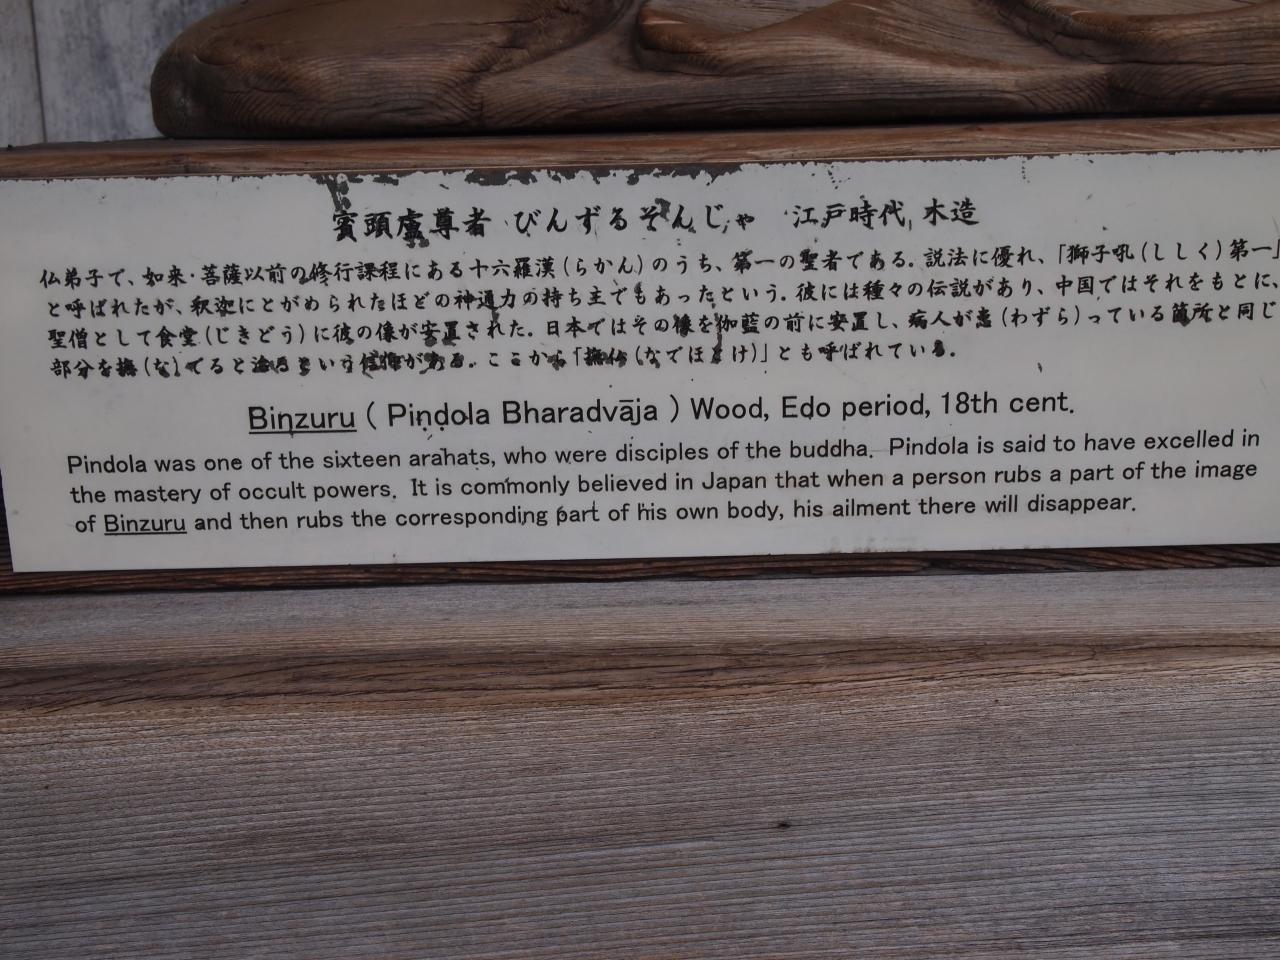 賓頭盧尊者 びんずるそんじゃ 江戸時代, 木造
仏弟子で、如来・菩薩以前の修行課程にある十六羅漢(らかん)のうち、第一の聖者である。説法に優れ、「獅子吼(ししく)第一」
と呼ばれたが、釈迦にとがめられたほどの神通力の持ち主でもあったという。彼には種々の伝説があり、中国ではそれをもとに、
聖僧として食堂(じきどう)に彼の像が安置された。日本ではその像を伽藍の前に安置し、病人が患(わずら)っている箇所と同じ
部分を撫(な)でると治るという信仰がある。ここから「撫仏(なでほとけ)」とも呼ばれている。
Binzuru ( Piṇḍola Bharadvāja ) Wood, Edo period, 18th cent.
Pindola was one of the sixteen arahats, who were disciples of the buddha. Pindola is said to have excelled in
the mastery of occult powers. It is commonly believed in Japan that when a person rubs a part of the image
of Binzuru and then rubs the corresponding part of his own body, his ailment there will disappear.